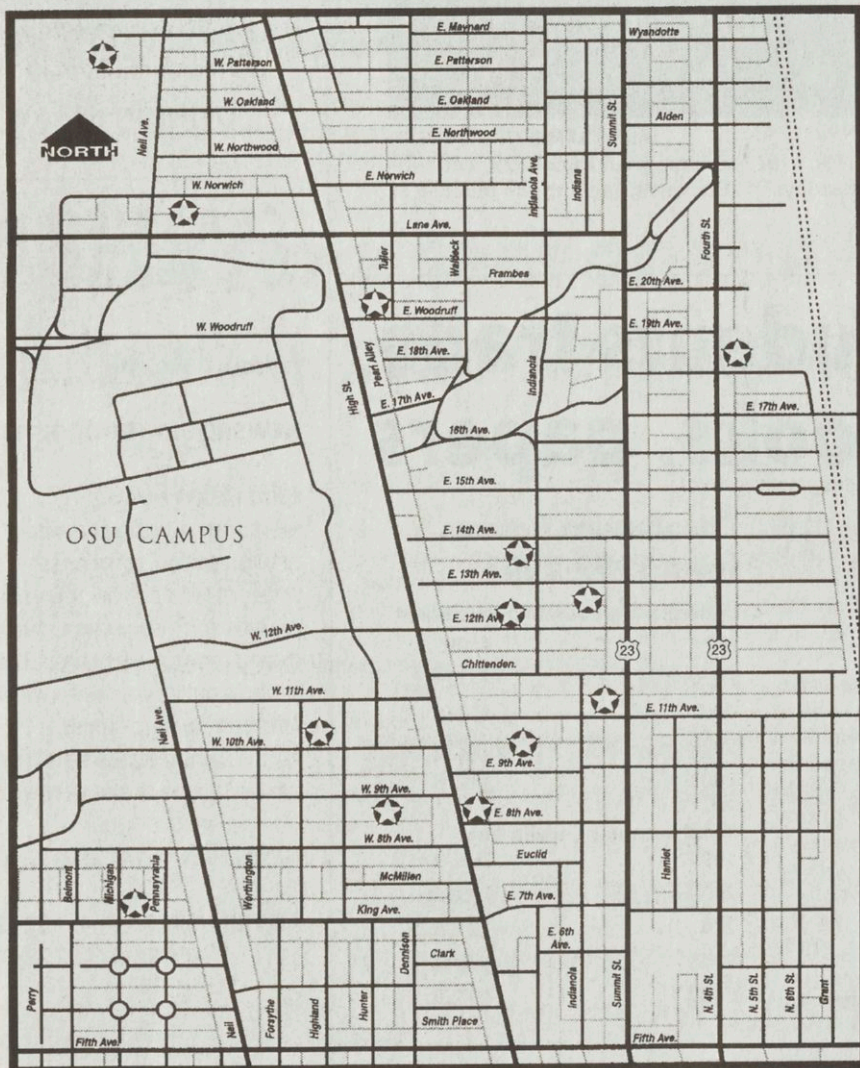 E. Maynard
Wyandotte
W. Patterson
E. Patterson
Neil Ave.
W. Oakland
E. Oakland
Summit St.
Alden
NORTH
E. Northwood
W. Northwood
E. Norwich
Indianola Ave.
Indiana
W. Norwich
Lane Ave.
Fourth St.
Tuller
Waldeck
Frambes
E. 20th Ave.
W. Woodruff
E. Woodruff
E. 19th Ave.
Pearl Alley
E. 18th Ave.
High St.
Indianola
E. 17th Ave.
E. 17th Ave.
16th Ave.
E. 15th Ave.
OSU CAMPUS
E. 14th Ave.
E. 13th Ave.
W. 12th Ave.
E. 12th Ave
23
23
Chittenden.
W. 11th Ave.
E. 11th Ave.
Neil Ave.
W. 10th Ave.
E. 9th Ave.
W. 9th Ave.
E. 8th Ave.
W. 8th Ave.
Euclid
Belmont
Michigan
Pennsylvania
Worthington
McMillen
Hamlet
E. 7th Ave.
King Ave.
E. 6th
Ave.
Dennison
Clark
Perry
Neil
Forsythe
Highland
Hunter
Indianola
Summit St.
N. 4th St.
N. 5th St.
N. 6th St.
Grant
Smith Place
Fifth Ave.
Fifth Ave.